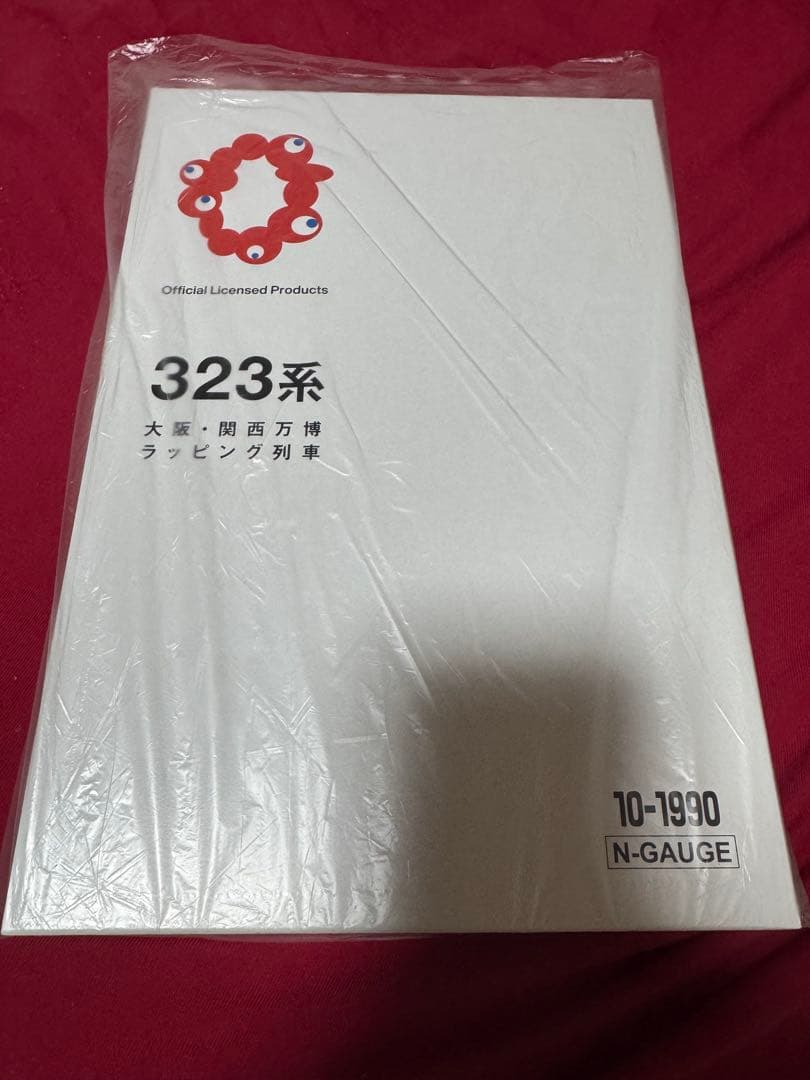 Official Licensed Products
323系
大阪・関西万博
ラッピング列車
10-1990
N-GAUGE